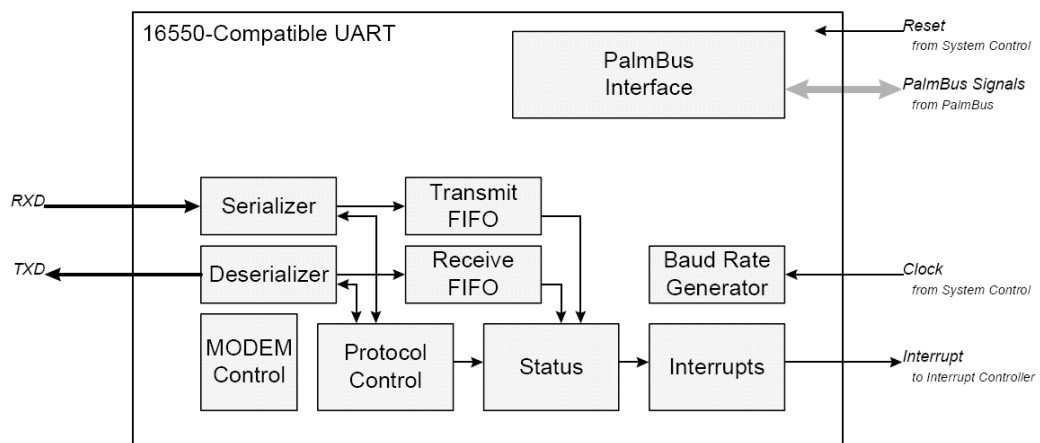 16550-Compatible UART
PalmBus
Interface
Reset
from System Control
PalmBus Signals
from PalmBus
RXD
Serializer
Transmit
FIFO
TXD
Deserializer
Receive
FIFO
Baud Rate
Generator
Clock
from System Control
MODEM
Control
Protocol
Control
Status
Interrupts
Interrupt
to Interrupt Controller